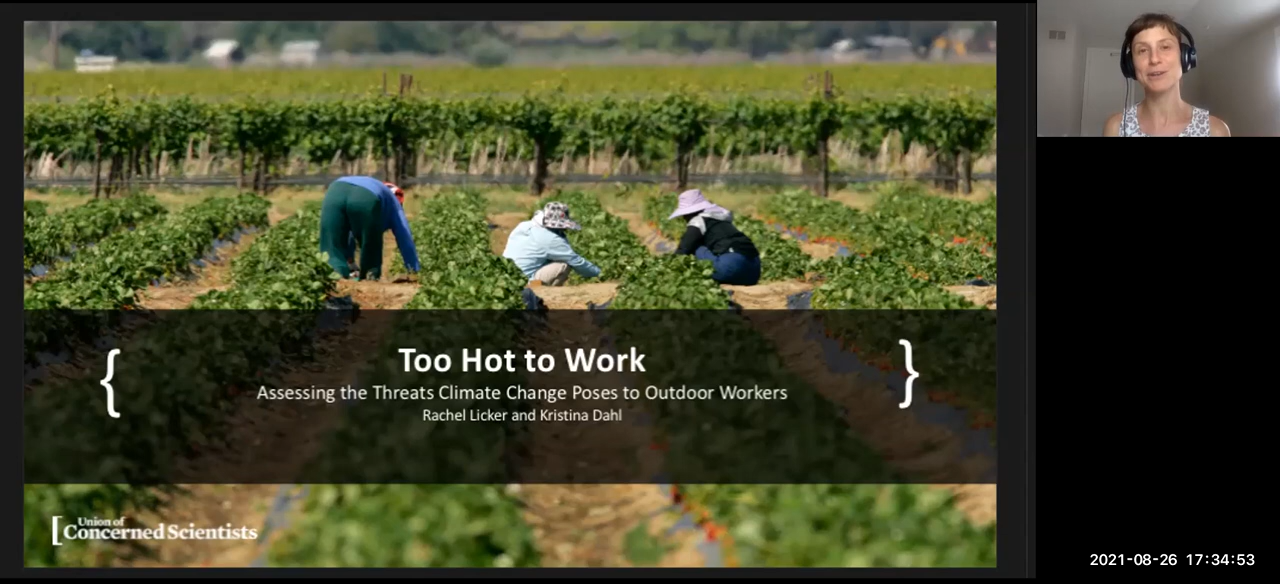 { Too Hot to Work }
Assessing the Threats Climate Change Poses to Outdoor Workers
Rachel Licker and Kristina Dahl
[Union of
Concerned Scientists
2021-08-26 17:34:53